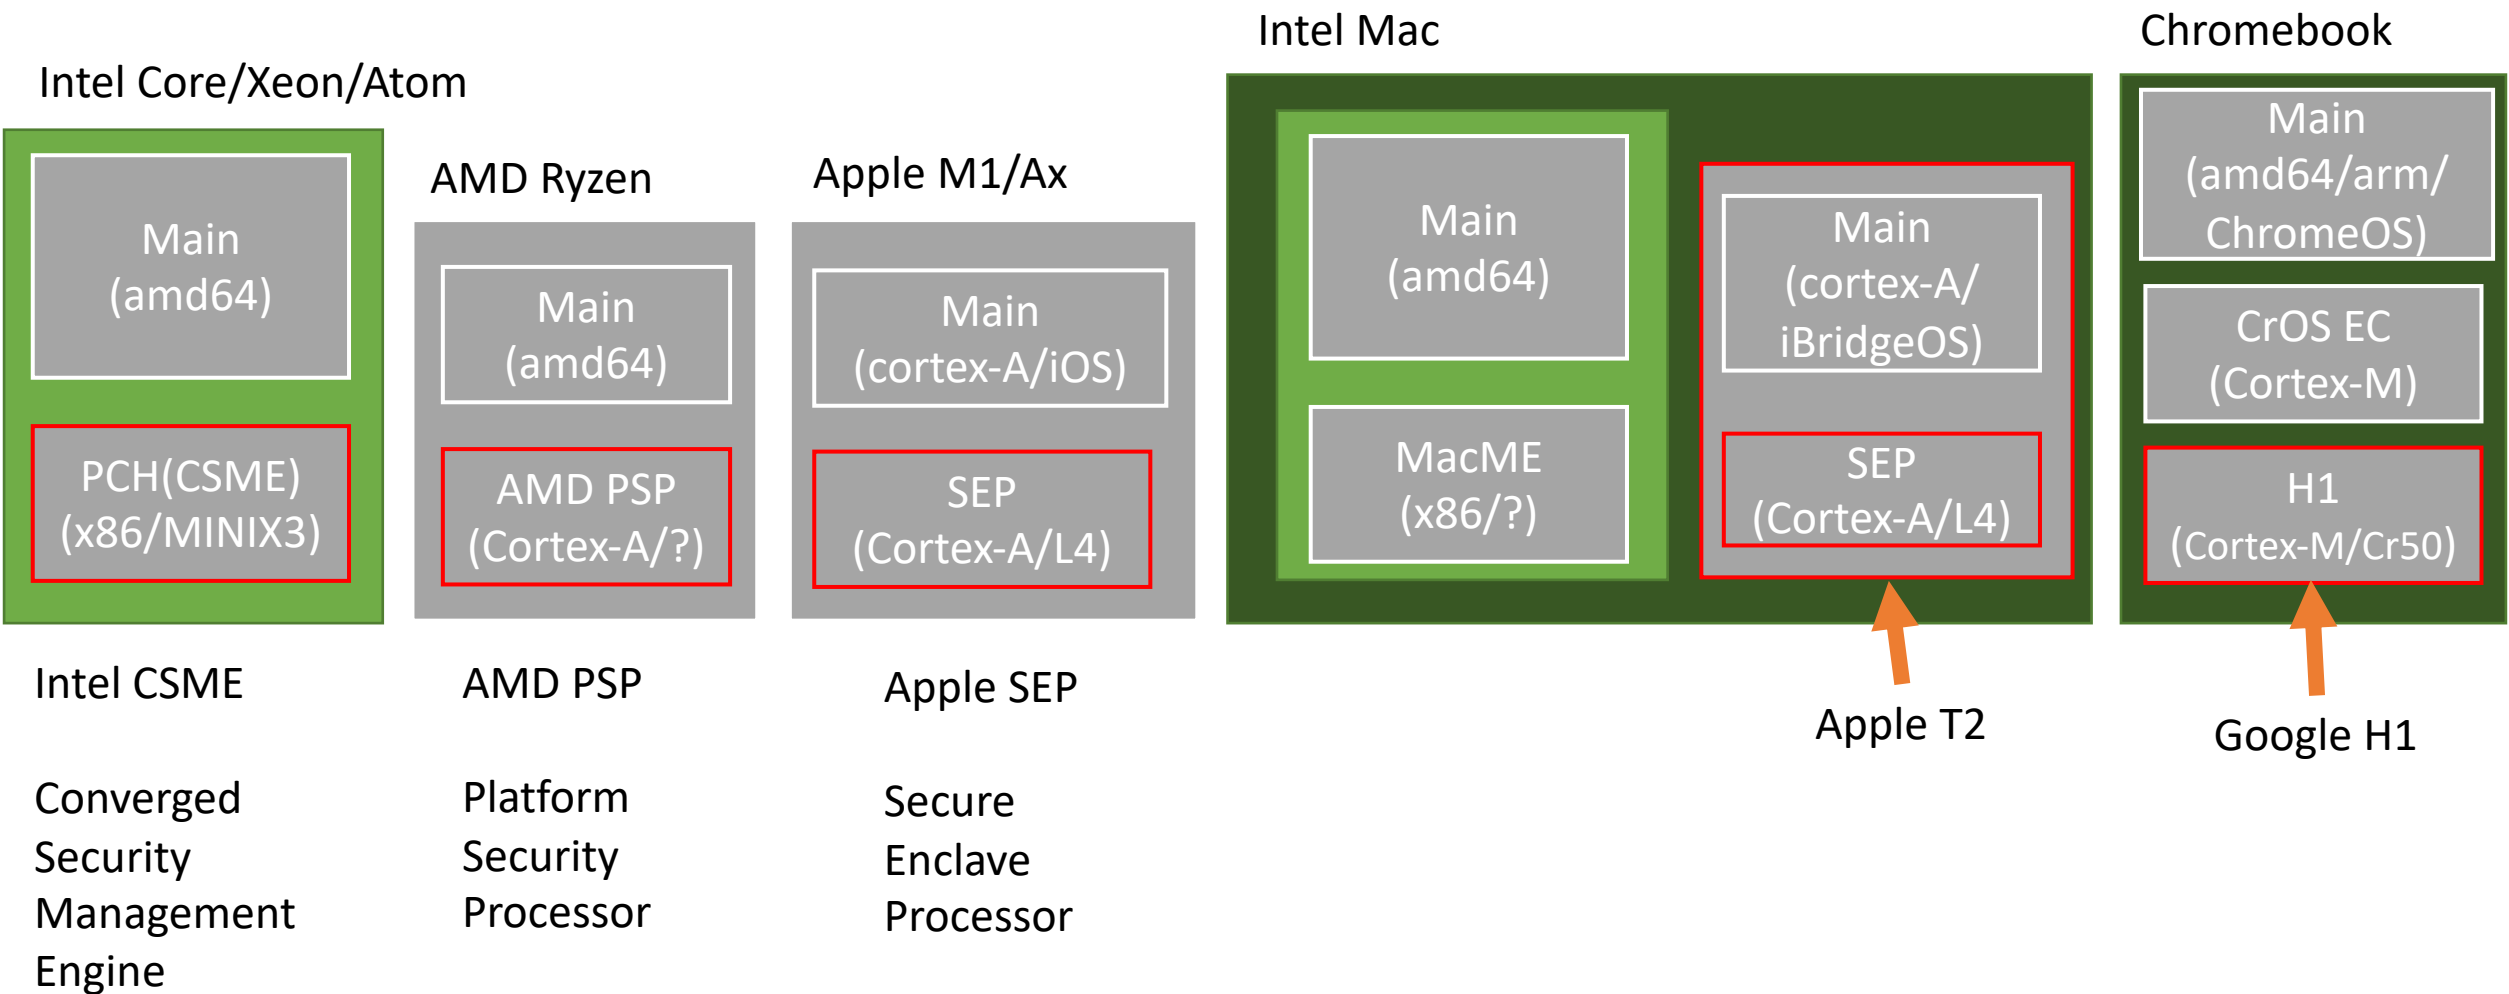 Intel Core/Xeon/Atom
Main
(amd64)
PCH(CSME)
(x86/MINIX3)
Intel CSME
Converged
Security
Management
Engine
AMD Ryzen
Main
(amd64)
AMD PSP
(Cortex-A/?)
AMD PSP
Platform
Security
Processor
Apple M1/Ax
Main
(cortex-A/iOS)
SEP
(Cortex-A/L4)
Apple SEP
Secure
Enclave
Processor
Intel Mac
Main
(amd64)
MacME
(x86/?)
Main
(cortex-A/
iBridgeOS)
SEP
(Cortex-A/L4)
Apple T2
Chromebook
Main
(amd64/arm/
ChromeOS)
CrOS EC
(Cortex-M)
H1
(Cortex-M/Cr50)
Google H1